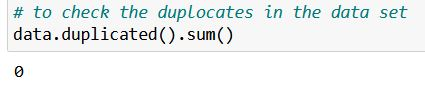 # to check the duplocates in the data set
data.duplicated().sum()
0